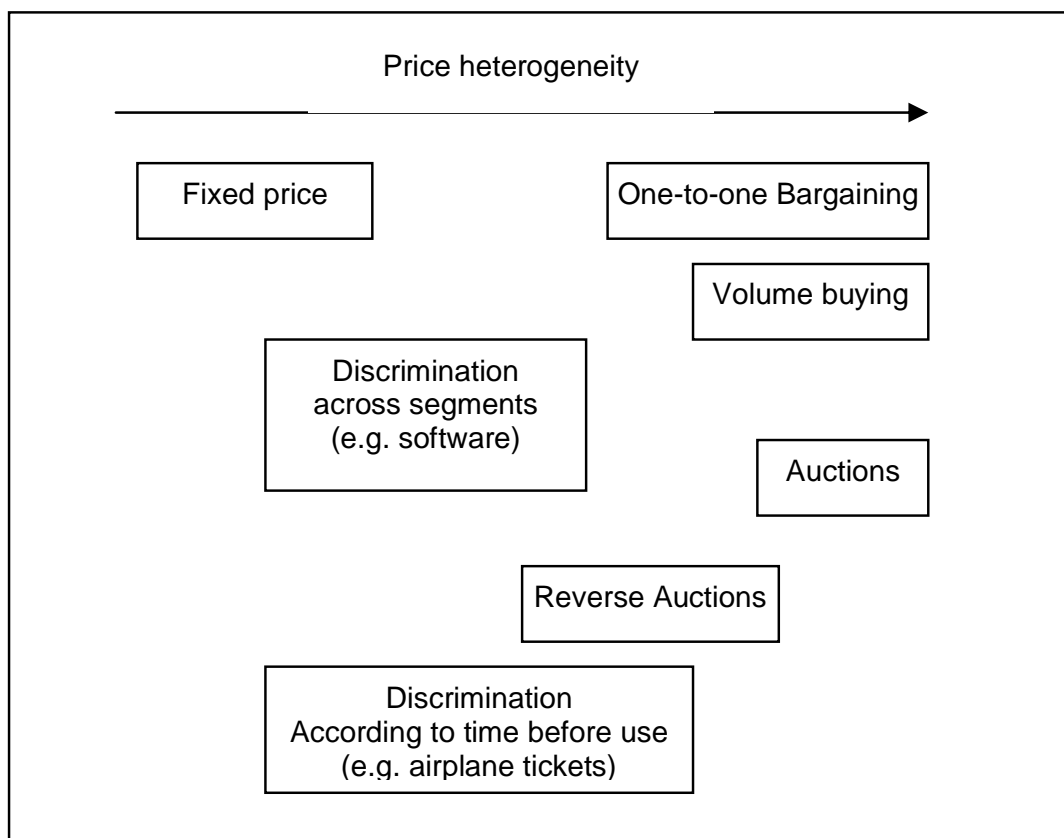 Price heterogeneity
Fixed price
One-to-one Bargaining
Volume buying
Discrimination
across segments
(e.g. software)
Auctions
Reverse Auctions
Discrimination
According to time before use
(e.g. airplane tickets)